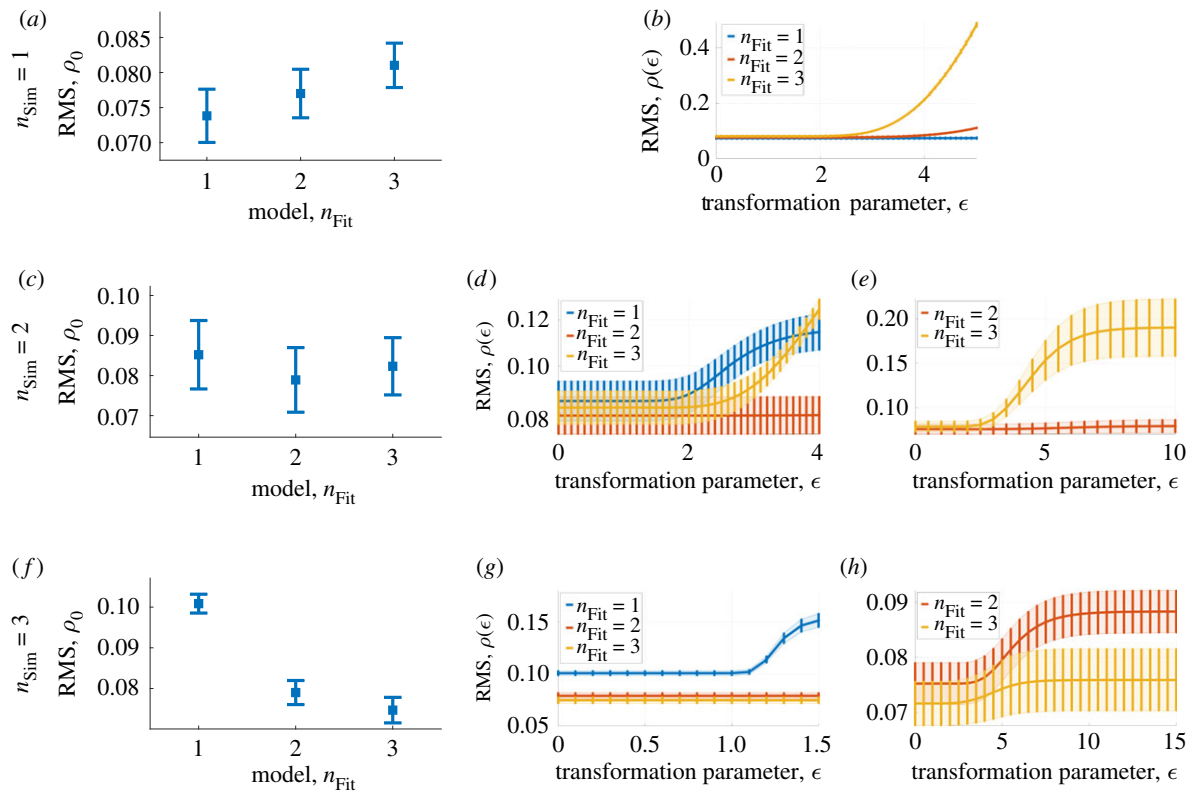 (a)
n_Sim = 1
RMS, ρ_0
0.085
0.080
0.075
0.070
1 2 3
model, n_Fit
(b)
RMS, ρ(ϵ)
0.4
0.2
0
n_Fit = 1
n_Fit = 2
n_Fit = 3
0 2 4
transformation parameter, ϵ
(c)
n_Sim = 2
RMS, ρ_0
0.10
0.09
0.08
0.07
1 2 3
model, n_Fit
(d)
RMS, ρ(ϵ)
0.12
0.10
0.08
n_Fit = 1
n_Fit = 2
n_Fit = 3
0 2 4
transformation parameter, ϵ
(e)
0.20
0.15
0.10
n_Fit = 2
n_Fit = 3
0 5 10
transformation parameter, ϵ
(f)
n_Sim = 3
RMS, ρ_0
0.10
0.08
1 2 3
model, n_Fit
(g)
RMS, ρ(ϵ)
0.15
0.10
0.05
n_Fit = 1
n_Fit = 2
n_Fit = 3
0 0.5 1.0 1.5
transformation parameter, ϵ
(h)
0.09
0.08
0.07
n_Fit = 2
n_Fit = 3
0 5 10 15
transformation parameter, ϵ